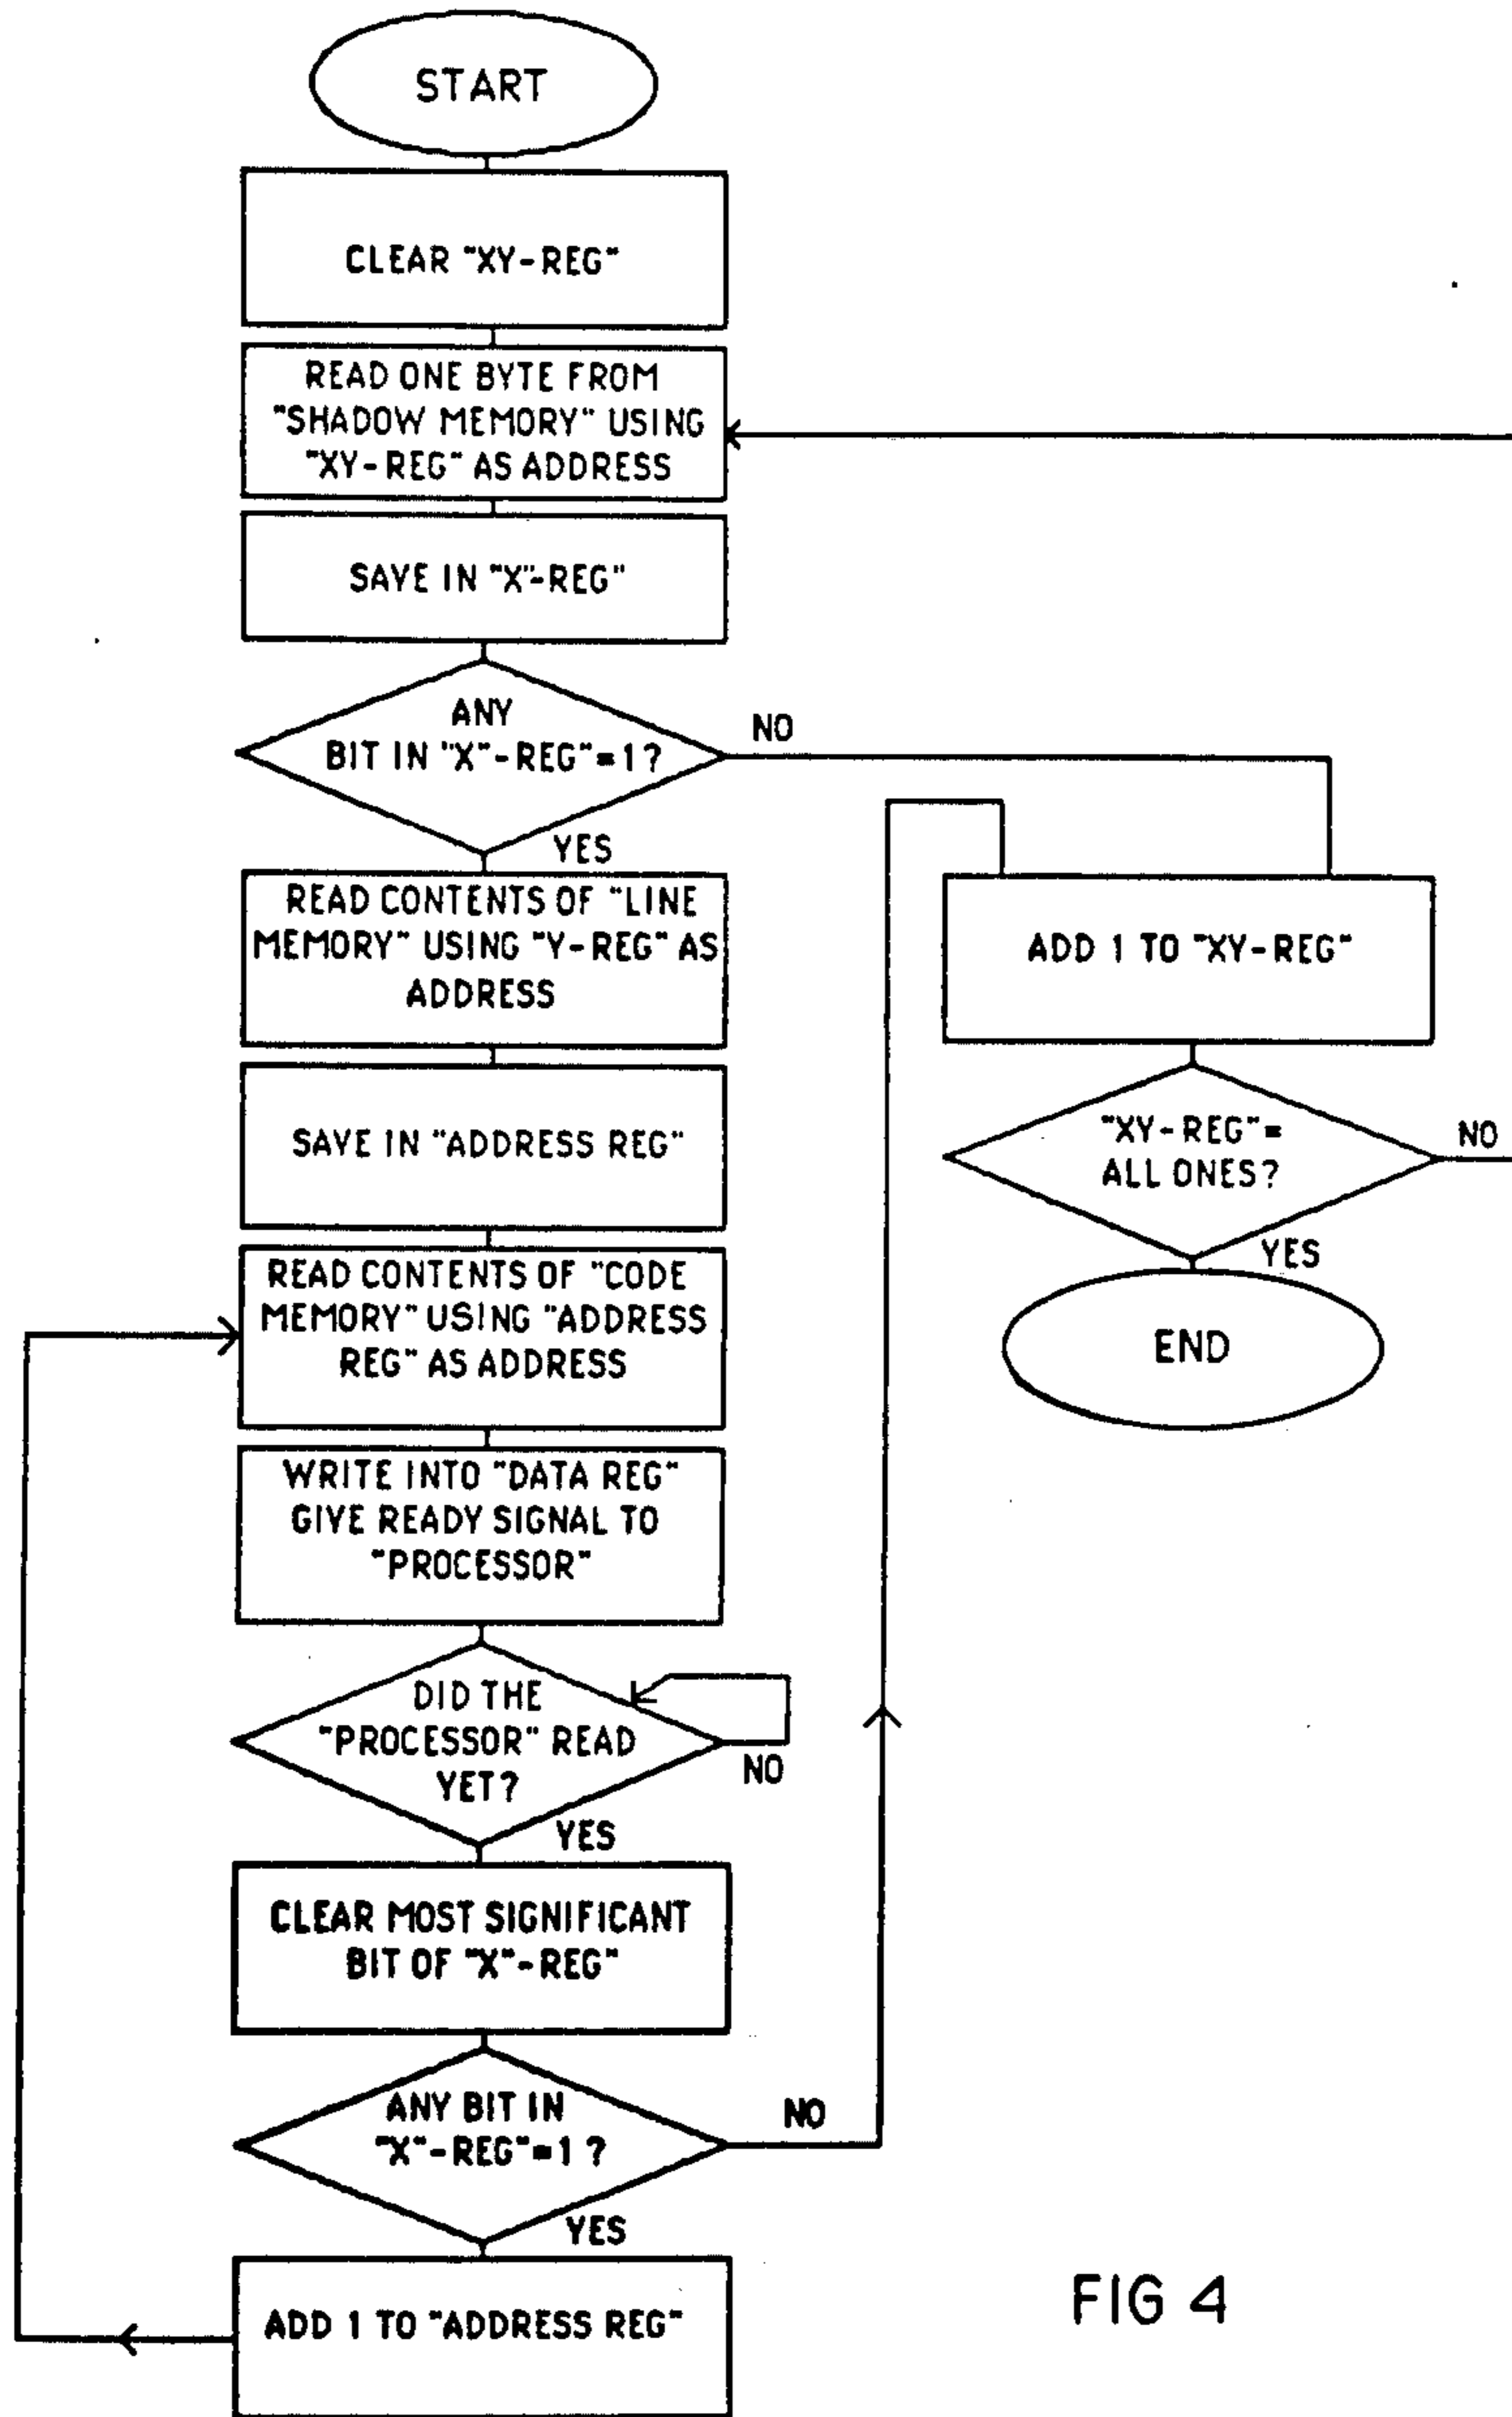 START
CLEAR "XY-REG"
READ ONE BYTE FROM
"SHADOW MEMORY" USING
"XY-REG" AS ADDRESS
SAVE IN "X"-REG"
ANY
BIT IN "X"-REG"=1?
NO
YES
READ CONTENTS OF "LINE
MEMORY" USING "Y-REG" AS
ADDRESS
SAVE IN "ADDRESS REG"
READ CONTENTS OF "CODE
MEMORY" USING "ADDRESS
REG" AS ADDRESS
WRITE INTO "DATA REG"
GIVE READY SIGNAL TO
"PROCESSOR"
DID THE
"PROCESSOR" READ
YET?
NO
YES
CLEAR MOST SIGNIFICANT
BIT OF "X"-REG"
ANY BIT IN
"X"-REG"=1?
NO
YES
ADD 1 TO "ADDRESS REG"
ADD 1 TO "XY-REG"
"XY-REG"=
ALL ONES?
NO
YES
END
FIG 4